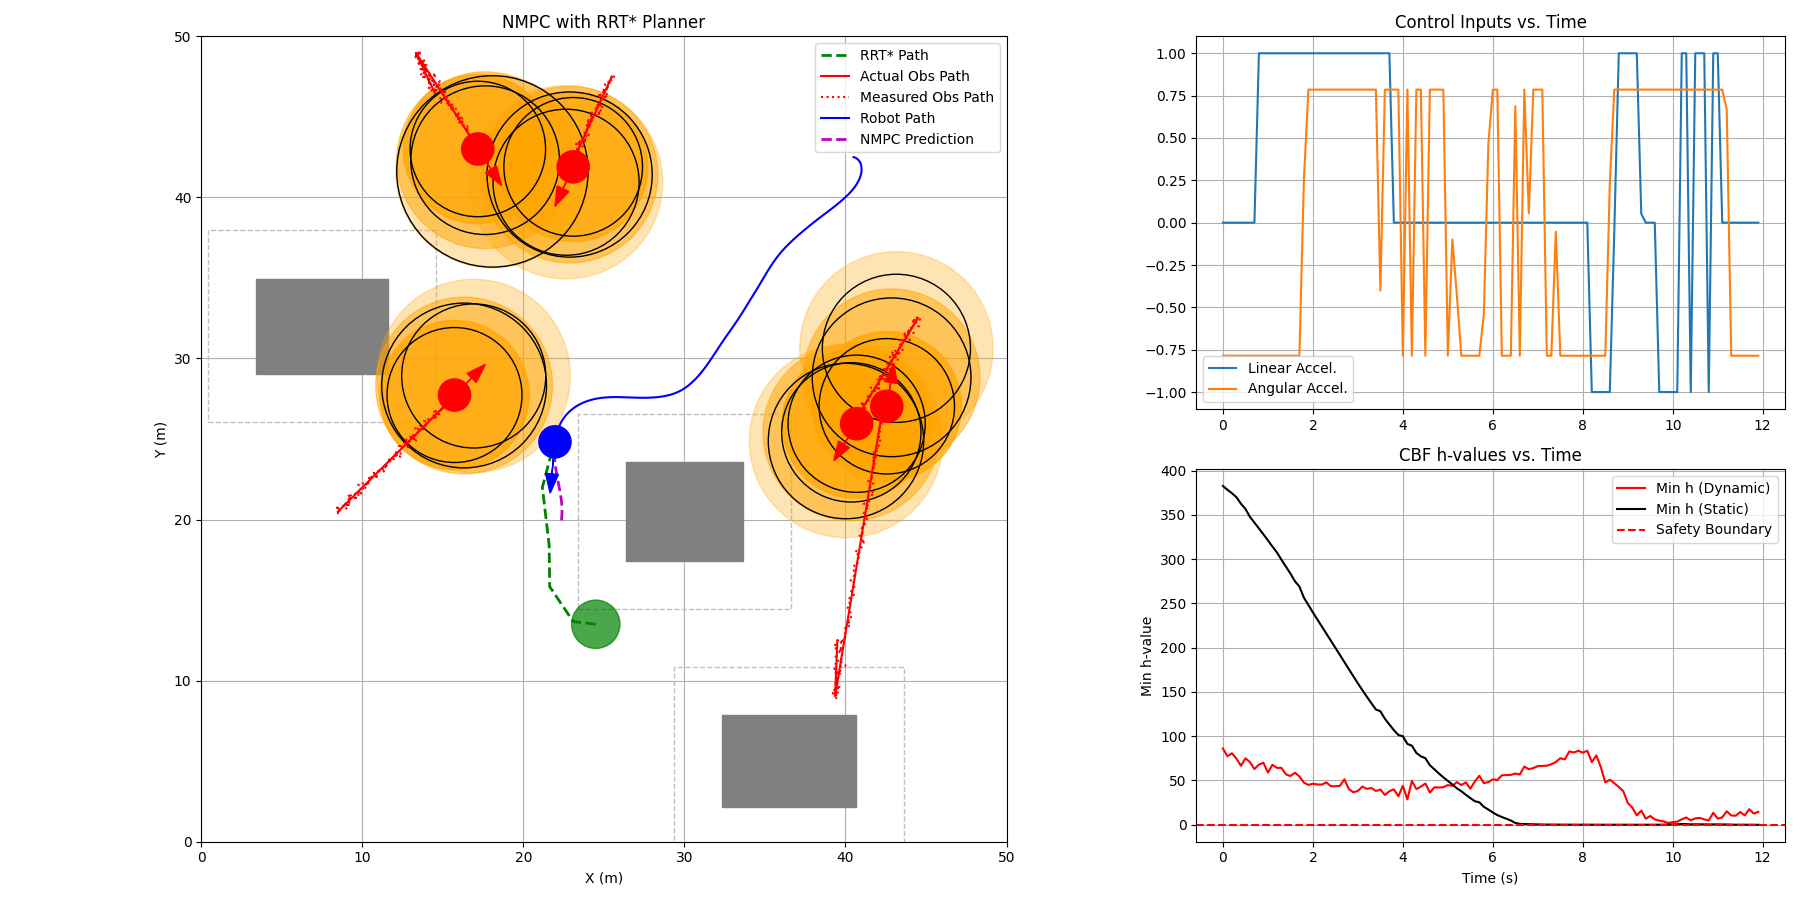 NMPC with RRT* Planner
50
40
30
20
10
0
Y (m)
0 10 20 30 40 50
X (m)
RRT* Path
Actual Obs Path
Measured Obs Path
Robot Path
NMPC Prediction
Control Inputs vs. Time
1.00
0.75
0.50
0.25
0.00
−0.25
−0.50
−0.75
−1.00
Linear Accel.
Angular Accel.
0 2 4 6 8 10 12
CBF h-values vs. Time
400
350
300
250
200
150
100
50
0
Min h-value
Min h (Dynamic)
Min h (Static)
Safety Boundary
0 2 4 6 8 10 12
Time (s)